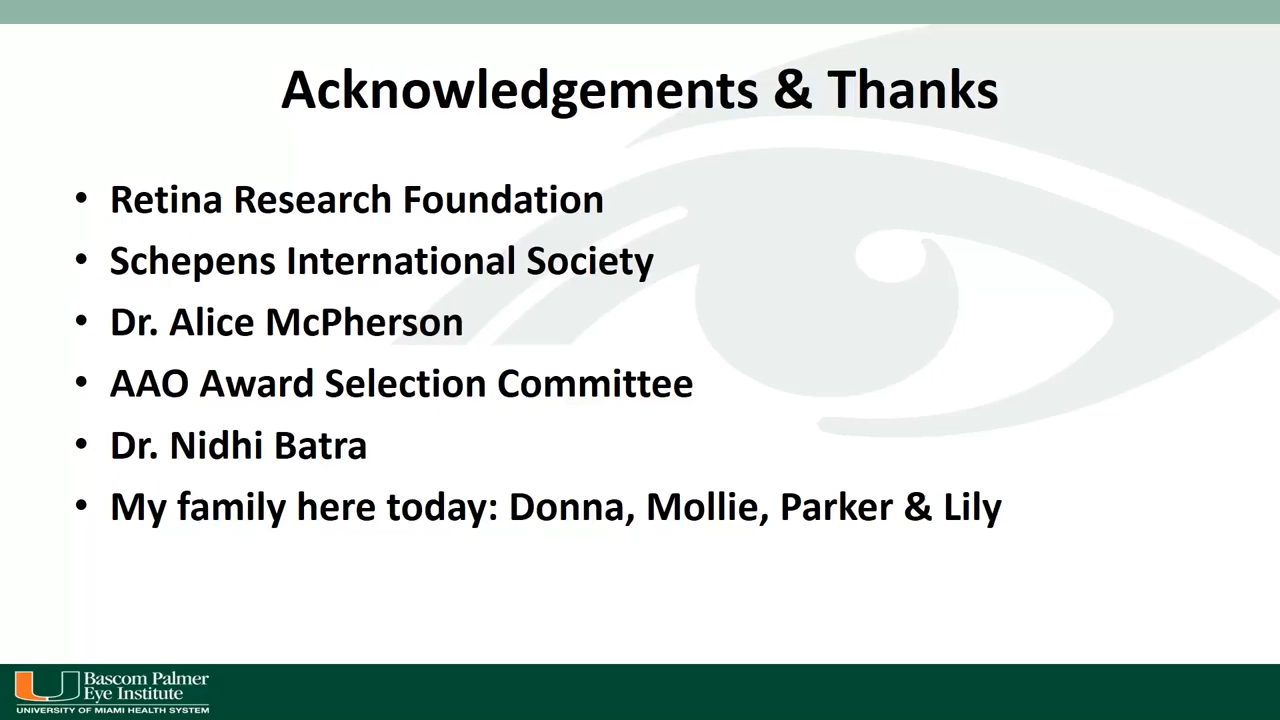 Acknowledgements & Thanks
• Retina Research Foundation
• Schepens International Society
• Dr. Alice McPherson
• AAO Award Selection Committee
• Dr. Nidhi Batra
• My family here today: Donna, Mollie, Parker & Lily
Bascom Palmer
Eye Institute
UNIVERSITY OF MIAMI HEALTH SYSTEM